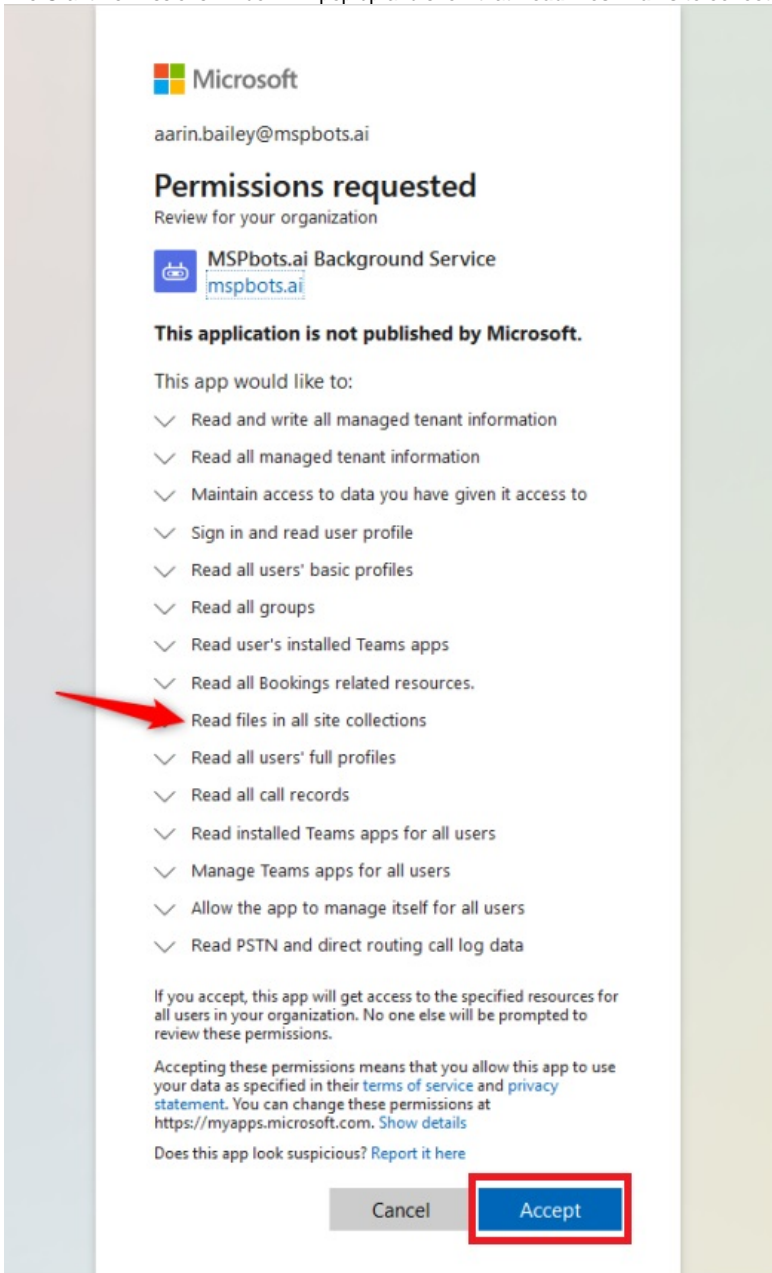 Microsoft
aarin.bailey@mspbots.ai
Permissions requested
Review for your organization
MSPbots.ai Background Service
mspbots.ai
This application is not published by Microsoft.
This app would like to:
Read and write all managed tenant information
Read all managed tenant information
Maintain access to data you have given it access to
Sign in and read user profile
Read all users' basic profiles
Read all groups
Read user's installed Teams apps
Read all Bookings related resources.
Read files in all site collections
Read all users' full profiles
Read all call records
Read installed Teams apps for all users
Manage Teams apps for all users
Allow the app to manage itself for all users
Read PSTN and direct routing call log data
If you accept, this app will get access to the specified resources for
all users in your organization. No one else will be prompted to
review these permissions.
Accepting these permissions means that you allow this app to use
your data as specified in their terms of service and privacy
statement. You can change these permissions at
https://myapps.microsoft.com. Show details
Does this app look suspicious? Report it here
Cancel Accept